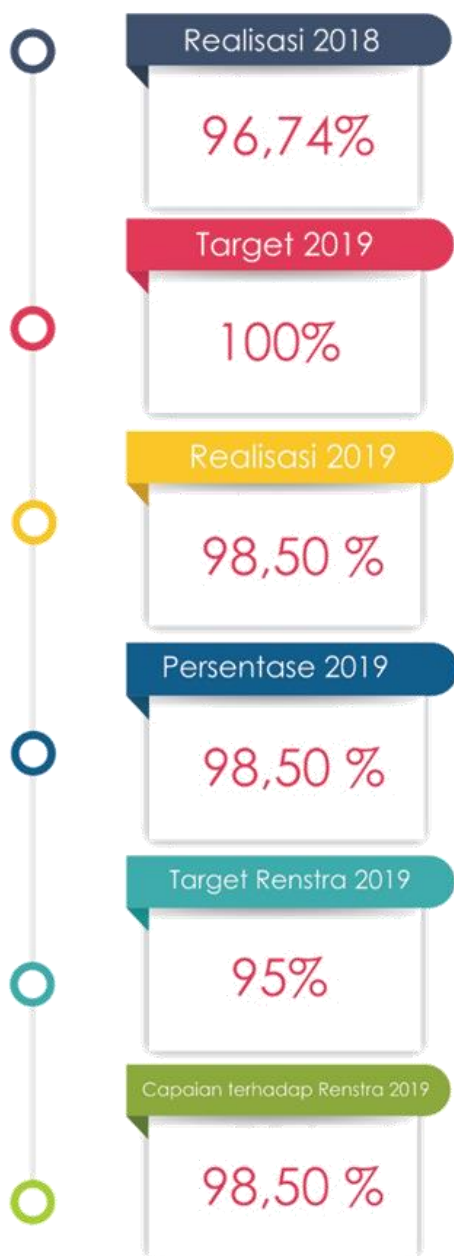 Realisasi 2018
96,74%
Target 2019
100%
Realisasi 2019
98,50 %
Persentase 2019
98,50 %
Target Renstra 2019
95%
Capaian terhadap Renstra 2019
98,50 %